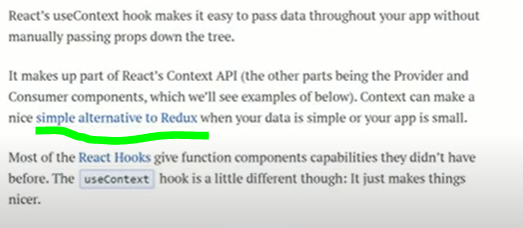 React's useContext hook makes it easy to pass data throughout your app without
manually passing props down the tree.
It makes up part of React's Context API (the other parts being the Provider and
Consumer components, which we'll see examples of below). Context can make a
nice simple alternative to Redux when your data is simple or your app is small.
Most of the React Hooks give function components capabilities they didn't have
before. The useContext hook is a little different though: It just makes things
nicer.